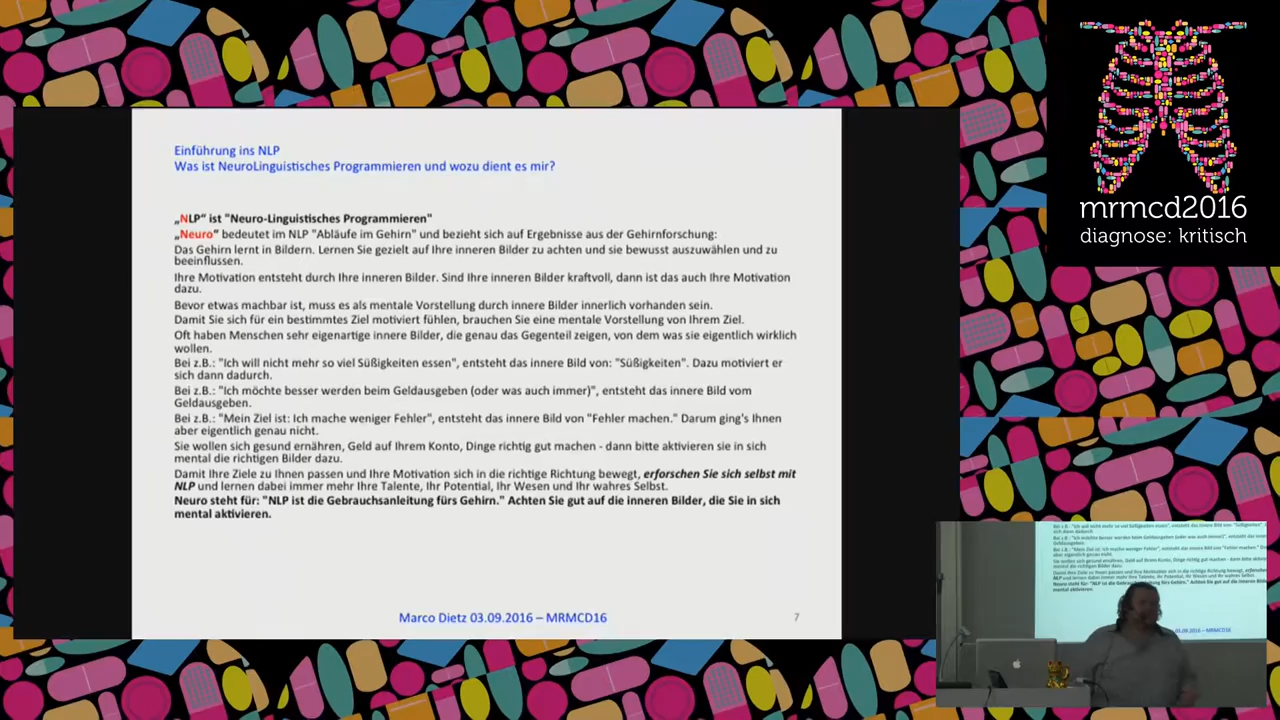 mrmcd2016
diagnose: kritisch
Einführung ins NLP
Was ist NeuroLinguistisches Programmieren und wozu dient es mir?
„NLP" ist "Neuro-Linguistisches Programmieren"
„Neuro" bedeutet im NLP "Abläufe im Gehirn" und bezieht sich auf Ergebnisse aus der Gehirnforschung:
Das Gehirn lernt in Bildern. Lernen Sie gezielt auf Ihre inneren Bilder zu achten und sie bewusst auszuwählen und zu
beeinflussen.
Ihre Motivation entsteht durch Ihre inneren Bilder. Sind Ihre inneren Bilder kraftvoll, dann ist das auch Ihre Motivation
dazu.
Bevor etwas machbar ist, muss es als mentale Vorstellung durch innere Bilder innerlich vorhanden sein.
Damit Sie sich für ein bestimmtes Ziel motiviert fühlen, brauchen Sie eine mentale Vorstellung von Ihrem Ziel.
Oft haben Menschen sehr eigenartige innere Bilder, die genau das Gegenteil zeigen, von dem was sie eigentlich wirklich
wollen.
Bei z.B.: "Ich will nicht mehr so viel Süßigkeiten essen", entsteht das innere Bild von: "Süßigkeiten". Dazu motiviert er
sich dann dadurch.
Bei z.B.: "Ich möchte besser werden beim Geldausgeben (oder was auch immer)", entsteht das innere Bild vom
Geldausgeben.
Bei z.B.: "Mein Ziel ist: Ich mache weniger Fehler", entsteht das innere Bild von "Fehler machen." Darum ging's Ihnen
aber eigentlich genau nicht.
Sie wollen sich gesund ernähren, Geld auf Ihrem Konto, Dinge richtig gut machen - dann bitte aktivieren sie in sich
mental die richtigen Bilder dazu.
Damit Ihre Ziele zu Ihnen passen und Ihre Motivation sich in die richtige Richtung bewegt, erforschen Sie sich selbst mit
NLP und lernen dabei immer mehr Ihre Talente, Ihr Potential, Ihr Wesen und Ihr wahres Selbst.
Neuro steht für: "NLP ist die Gebrauchsanleitung fürs Gehirn." Achten Sie gut auf die inneren Bilder, die Sie in sich
mental aktivieren.
Marco Dietz 03.09.2016 – MRMCD16
7